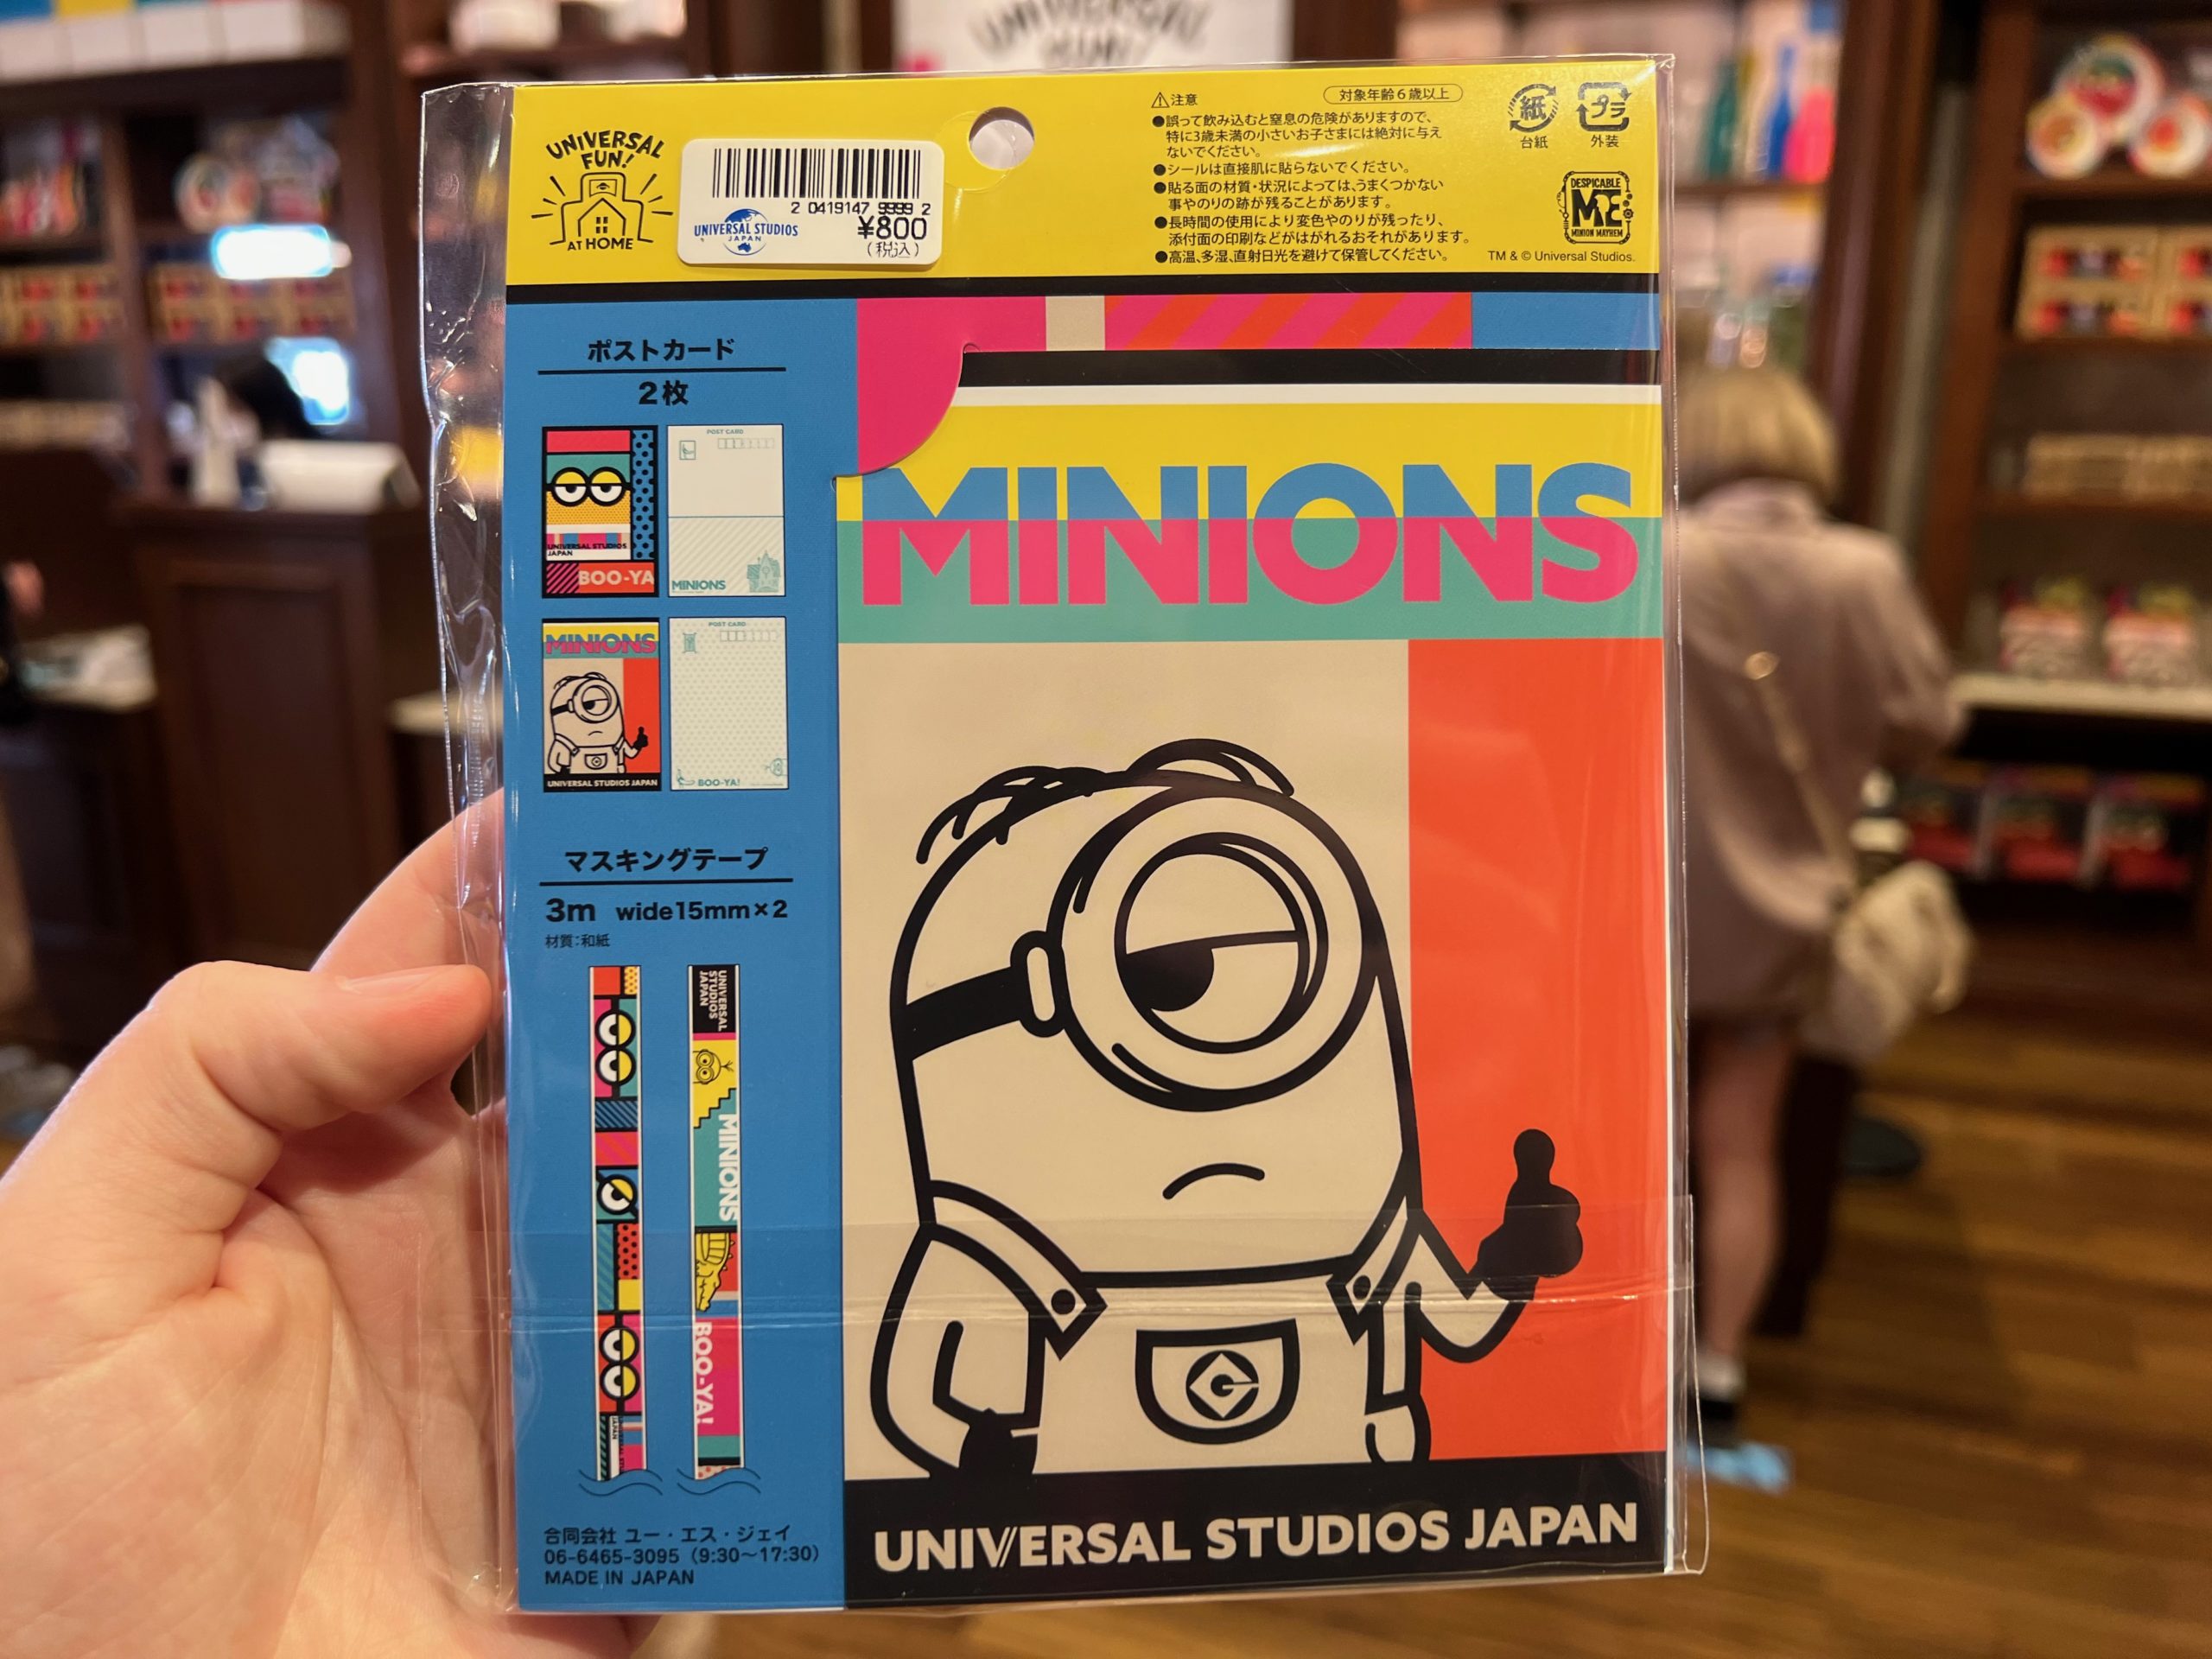 UNIVERSAL
FUN!
AT HOME
2 0419147 9999 2
UNIVERSAL STUDIOS
JAPAN
¥800
(税込)
⚠注意
対象年齢6歳以上
●誤って飲み込むと窒息の危険がありますので、
特に3歳未満の小さいお子さまには絶対に与え
ないでください。
●シールは直接肌に貼らないでください。
●貼る面の材質・状況によっては、うまくつかない
事やのりの跡が残ることがあります。
●長時間の使用により変色やのりが残ったり、
添付面の印刷などがはがれるおそれがあります。
●高温、多湿、直射日光を避けて保管してください。
紙
台紙
プラ
外装
DESPICABLE
ME
MINION MAYHEM
TM & © Universal Studios.
ポストカード
2枚
UNIVERSAL STUDIOS
JAPAN
BOO-YA
POST CARD
MINIONS
MINIONS
UNIVERSAL STUDIOS JAPAN
POST CARD
BOO-YA!
マスキングテープ
3m wide15mm×2
材質:和紙
UNIVERSAL
STUDIOS
JAPAN
MINIONS
BOO-YA!
合同会社 ユー・エス・ジェイ
06-6465-3095(9:30〜17:30)
MADE IN JAPAN
MINIONS
UNIVERSAL STUDIOS JAPAN